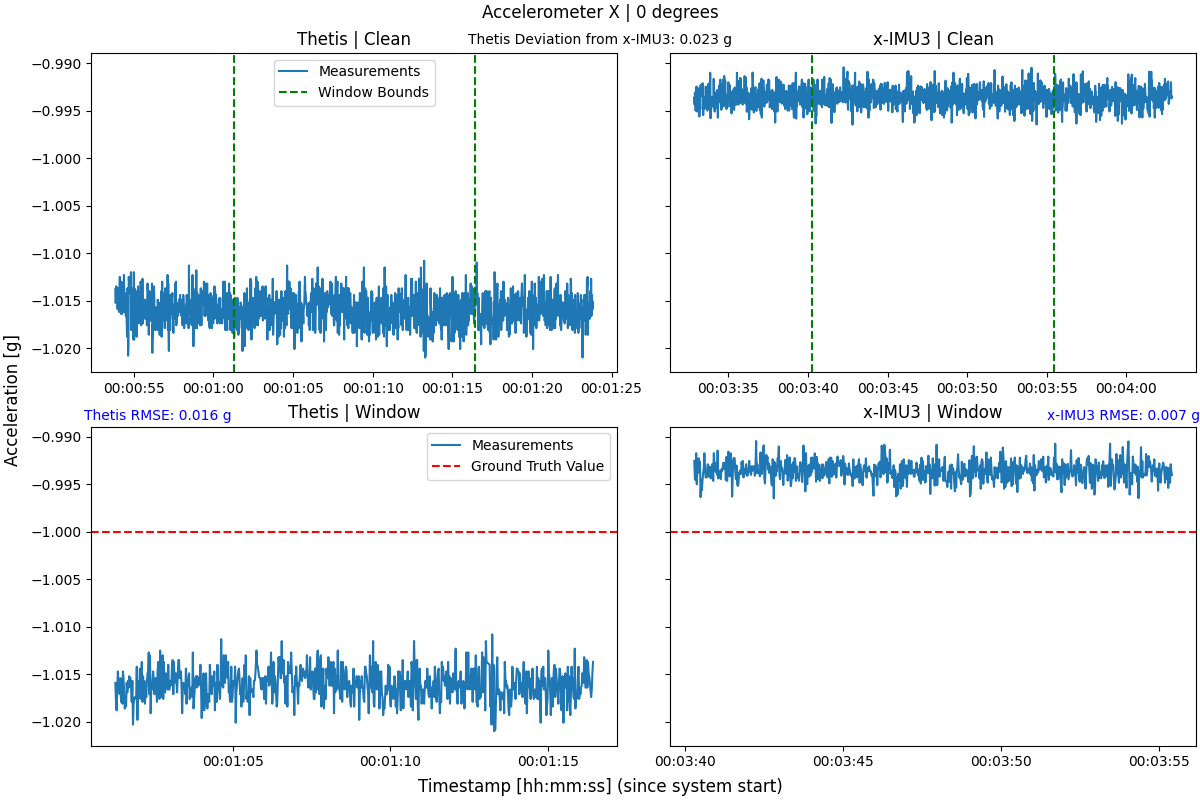 Accelerometer X | 0 degrees
Thetis | Clean
Thetis Deviation from x-IMU3: 0.023 g
x-IMU3 | Clean
Measurements
Window Bounds
−0.990
−0.995
−1.000
−1.005
−1.010
−1.015
−1.020
00:00:55 00:01:00 00:01:05 00:01:10 00:01:15 00:01:20 00:01:25
00:03:35 00:03:40 00:03:45 00:03:50 00:03:55 00:04:00
Acceleration [g]
Thetis RMSE: 0.016 g
Thetis | Window
x-IMU3 | Window
x-IMU3 RMSE: 0.007 g
Measurements
Ground Truth Value
−0.990
−0.995
−1.000
−1.005
−1.010
−1.015
−1.020
00:01:05 00:01:10 00:01:15
00:03:40 00:03:45 00:03:50 00:03:55
Timestamp [hh:mm:ss] (since system start)